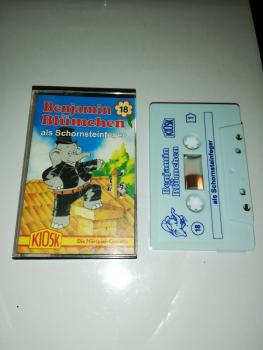 Benjamin
Blümchen
18
als Schornsteinfeger
KIOSK
Die Hörspiel-Cassette
KIOSK
Benjamin
Blümchen
als Schornsteinfeger
1
18